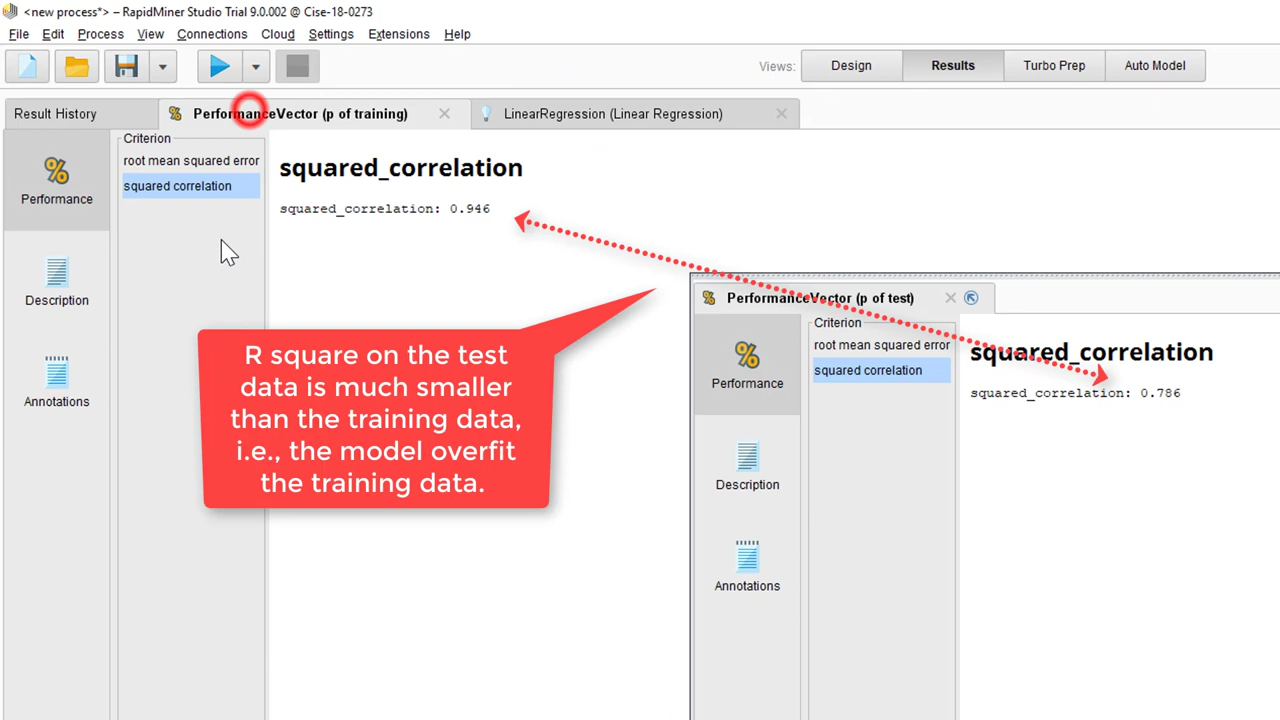 <new process*> – RapidMiner Studio Trial 9.0.002 @ Cise-18-0273
File Edit Process View Connections Cloud Settings Extensions Help
Views: Design Results Turbo Prep Auto Model
Result History PerformanceVector (p of training) LinearRegression (Linear Regression)
Criterion
root mean squared error
squared correlation
Performance
Description
Annotations
squared_correlation
squared_correlation: 0.946
R square on the test
data is much smaller
than the training data,
i.e., the model overfit
the training data.
PerformanceVector (p of test)
Criterion
root mean squared error
squared correlation
Performance
Description
Annotations
squared_correlation
squared_correlation: 0.786